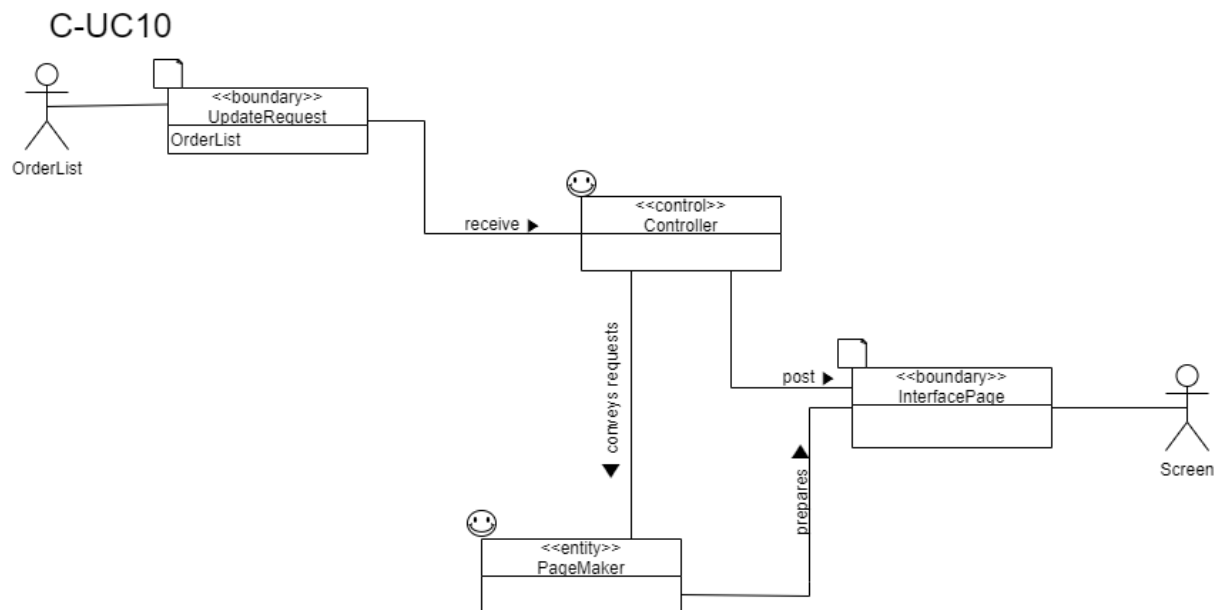 C-UC10
<<boundary>>
UpdateRequest
OrderList
OrderList
<<control>>
receive ►
Controller
conveys requests
<<boundary>>
post ►
InterfacePage
Screen
prepares
<<entity>>
PageMaker